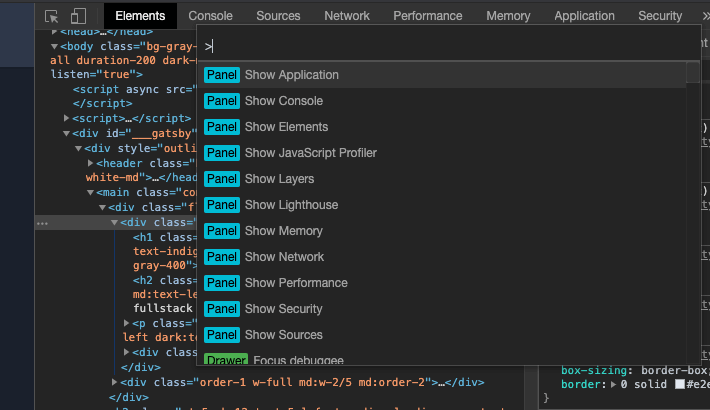 Elements Console Sources Network Performance Memory Application Security »
▶<head>…</head>
▼<body class="bg-gray-
all duration-200 dark-
listen="true">
<script async src="
</script>
▶<script>…</script>
▼<div id="___gatsby"
▼<div style="outli
▶<header class="
white-md">…</hea
▼<main class="co
▼<div class="f
▼<div class="
<h1 class=
text-indig
gray-400">
<h2 class=
md:text-le
fullstack
▶<p class="
left dark:t
▶<div class
</div>
▶<div class="order-1 w-full md:w-2/5 md:order-2">…</div>
</div>
>
Panel Show Application
Panel Show Console
Panel Show Elements
Panel Show JavaScript Profiler
Panel Show Layers
Panel Show Lighthouse
Panel Show Memory
Panel Show Network
Panel Show Performance
Panel Show Security
Panel Show Sources
Drawer Focus debuggee
box-sizing: border-box;
border:▶ 0 solid #e2e
}